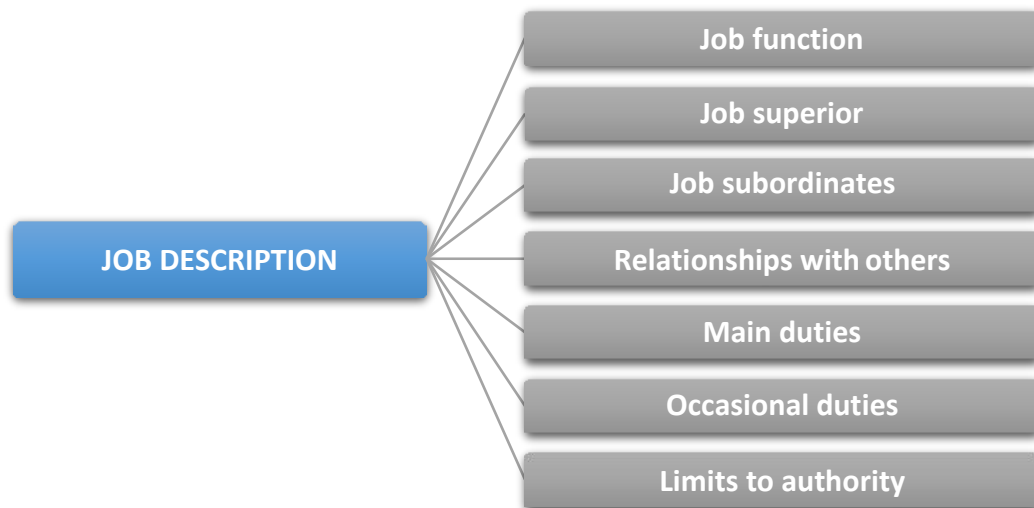 Job function
Job superior
Job subordinates
JOB DESCRIPTION
Relationships with others
Main duties
Occasional duties
Limits to authority